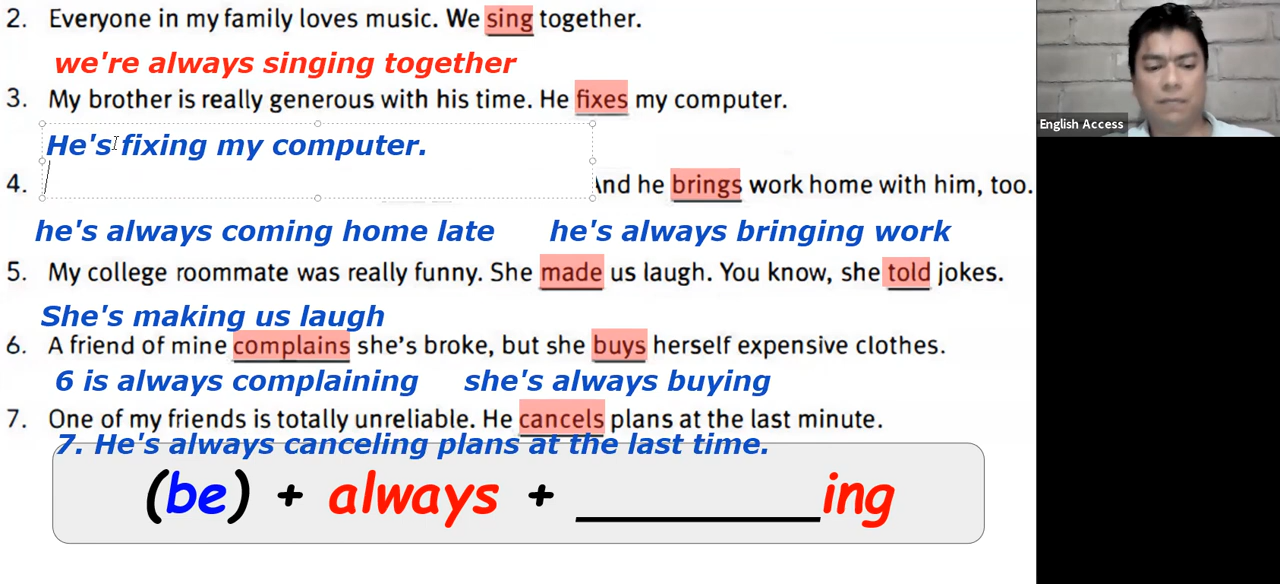 2. Everyone in my family loves music. We sing together.
we're always singing together
3. My brother is really generous with his time. He fixes my computer.
He's fixing my computer.
4. And he brings work home with him, too.
he's always coming home late he's always bringing work
5. My college roommate was really funny. She made us laugh. You know, she told jokes.
She's making us laugh
6. A friend of mine complains she's broke, but she buys herself expensive clothes.
6 is always complaining she's always buying
7. One of my friends is totally unreliable. He cancels plans at the last minute.
7. He's always canceling plans at the last time.
(be) + always + __________ing
English Access